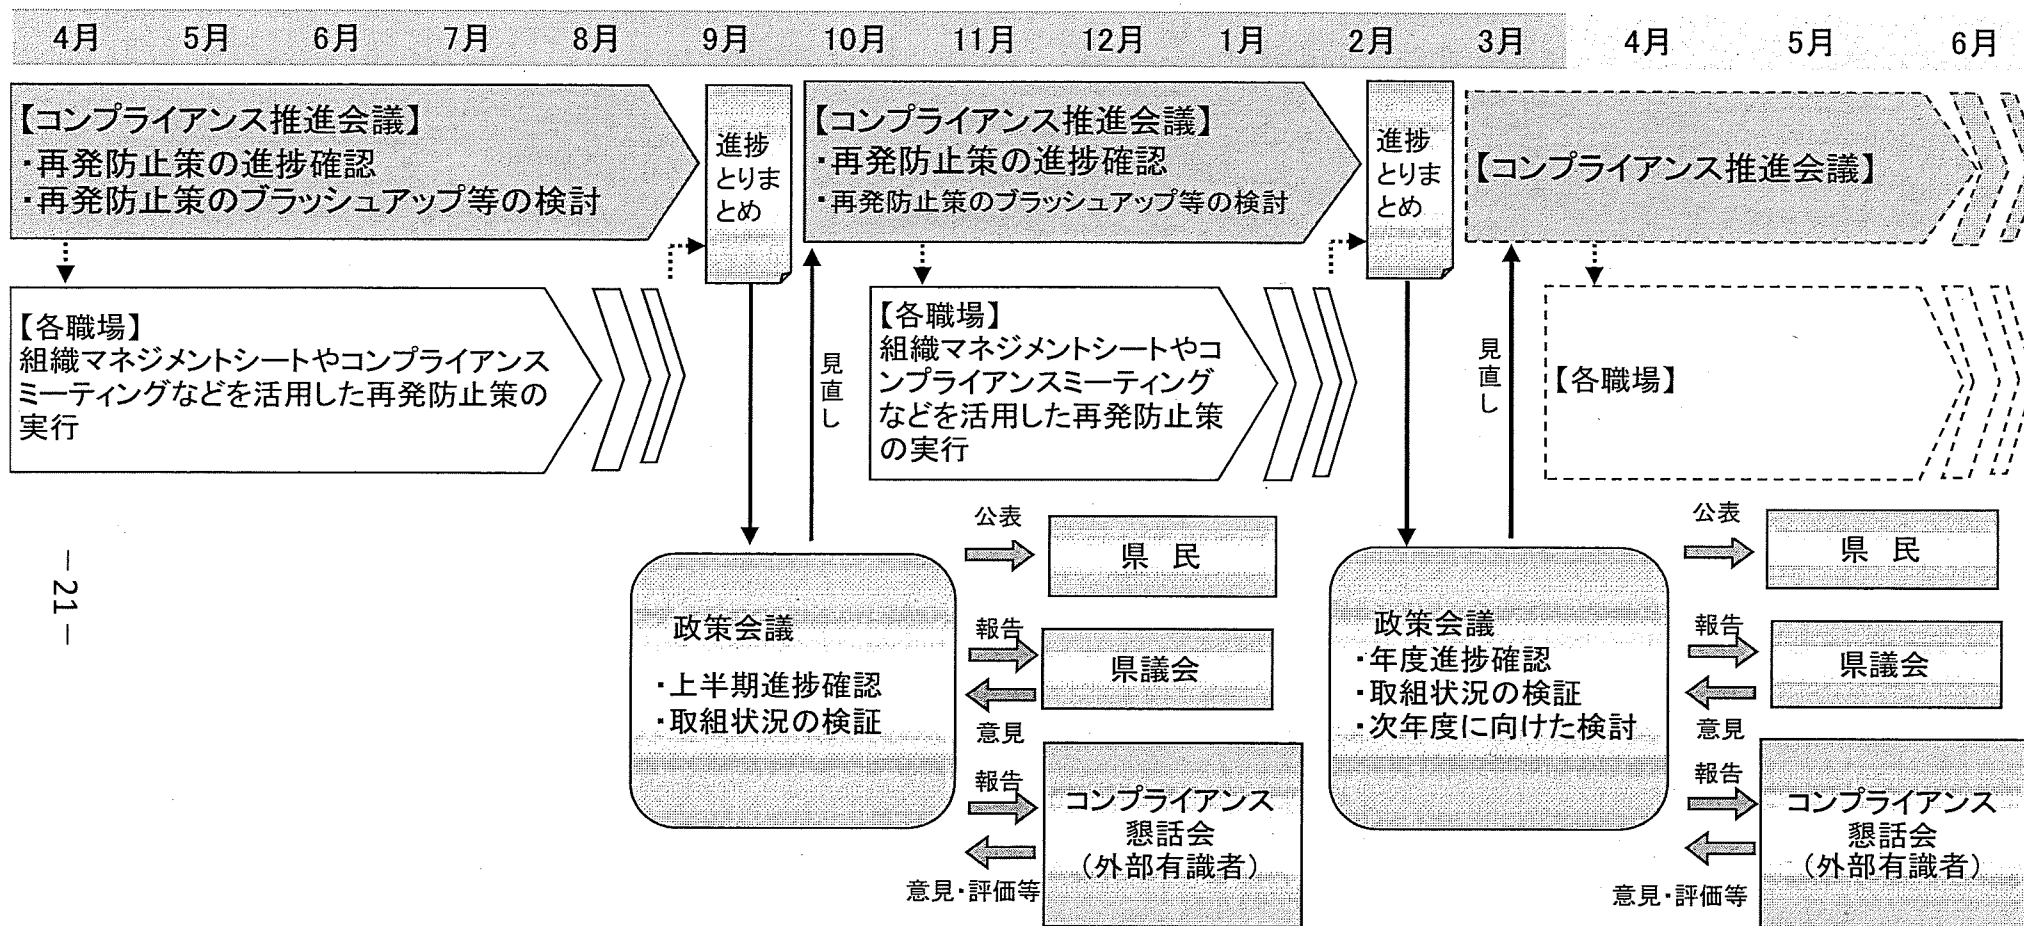 4月 5月 6月 7月 8月 9月 10月 11月 12月 1月 2月 3月 4月 5月 6月
【コンプライアンス推進会議】
・再発防止策の進捗確認
・再発防止策のブラッシュアップ等の検討
進捗
とりま
とめ
【コンプライアンス推進会議】
・再発防止策の進捗確認
・再発防止策のブラッシュアップ等の検討
進捗
とりま
とめ
【コンプライアンス推進会議】
【各職場】
組織マネジメントシートやコンプライアンス
ミーティングなどを活用した再発防止策の
実行
見直し
【各職場】
組織マネジメントシートやコ
ンプライアンスミーティング
などを活用した再発防止策
の実行
見直し
【各職場】
政策会議
・上半期進捗確認
・取組状況の検証
公表
県 民
報告
県議会
意見
報告
コンプライアンス
懇話会
（外部有識者）
意見・評価等
政策会議
・年度進捗確認
・取組状況の検証
・次年度に向けた検討
公表
県 民
報告
県議会
意見
報告
コンプライアンス
懇話会
（外部有識者）
意見・評価等
－21－